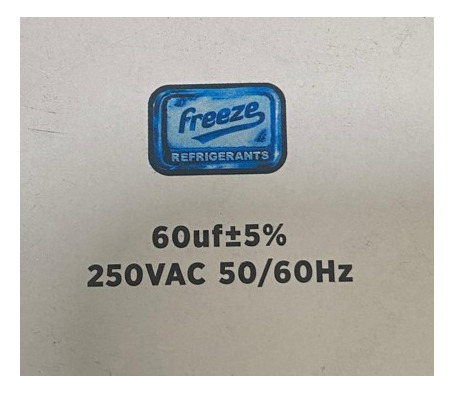 freeze
REFRIGERANTS
60uf±5%
250VAC 50/60Hz